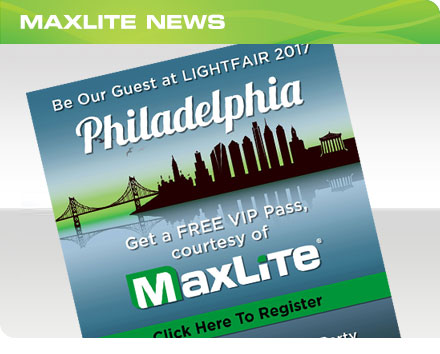 MAXLITE NEWS
Be Our Guest at LIGHTFAIR 2017
Philadelphia
Get a FREE VIP Pass,
courtesy of
MaxLite®
Click Here To Register
Party